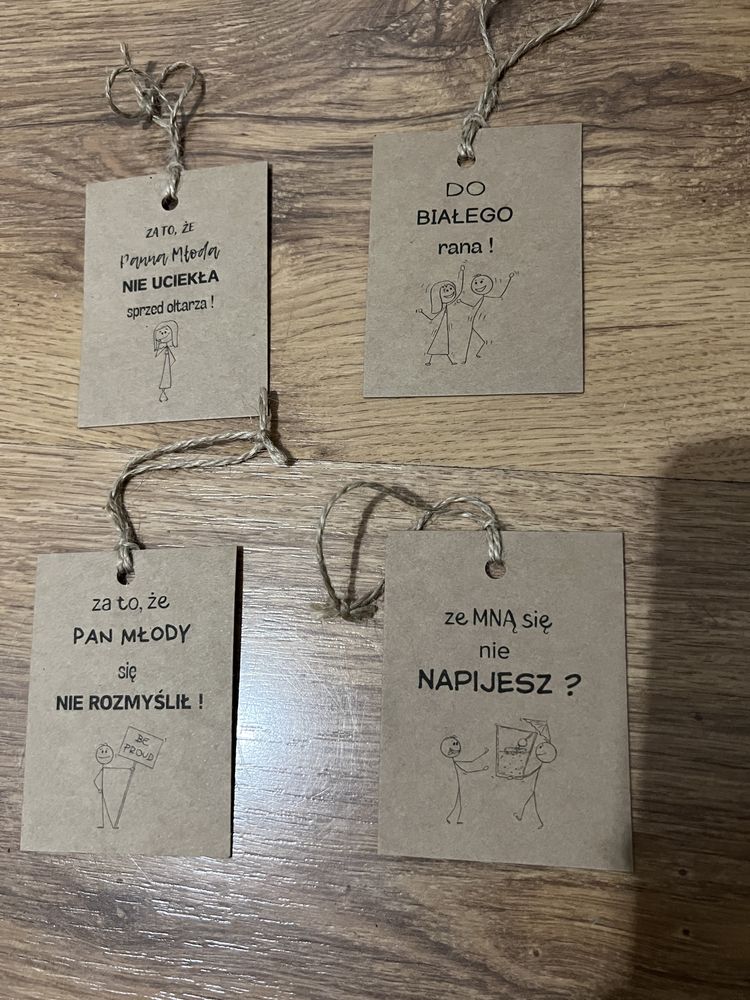 ZA TO, ŻE
Panna Młoda
NIE UCIEKŁA
sprzed ołtarza !
DO
BIAŁEGO
rana !
za to, że
PAN MŁODY
się
NIE ROZMYŚLIŁ !
BE
PROUD
ze MNĄ się
nie
NAPIJESZ ?